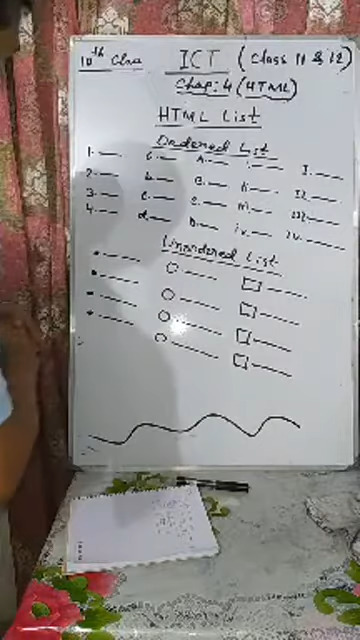 10th Class ICT (Class 11 & 12)
Chap: 4 (HTML)
HTML List
Ordered List
1. a. A. i. I.
2. b. B. ii. II.
3. c. C. iii. III.
4. d. D. iv. IV.
Unordered List